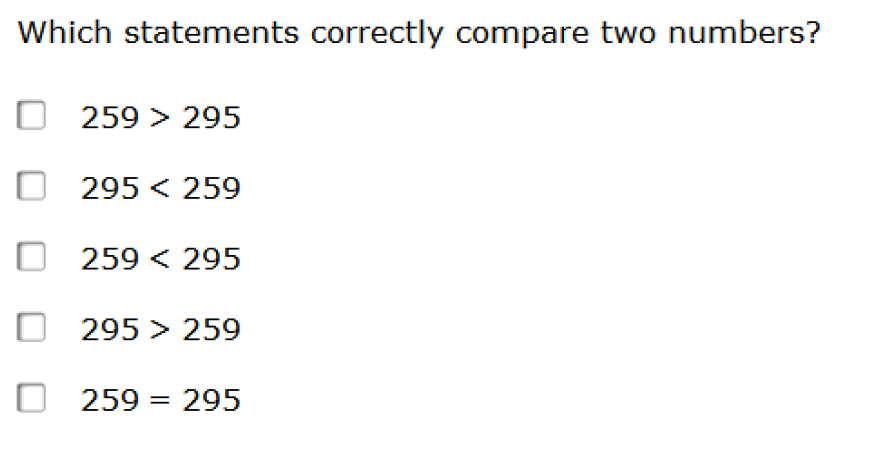 Which statements correctly compare two numbers?
259 > 295
295 < 259
259 < 295
295 > 259
259 = 295